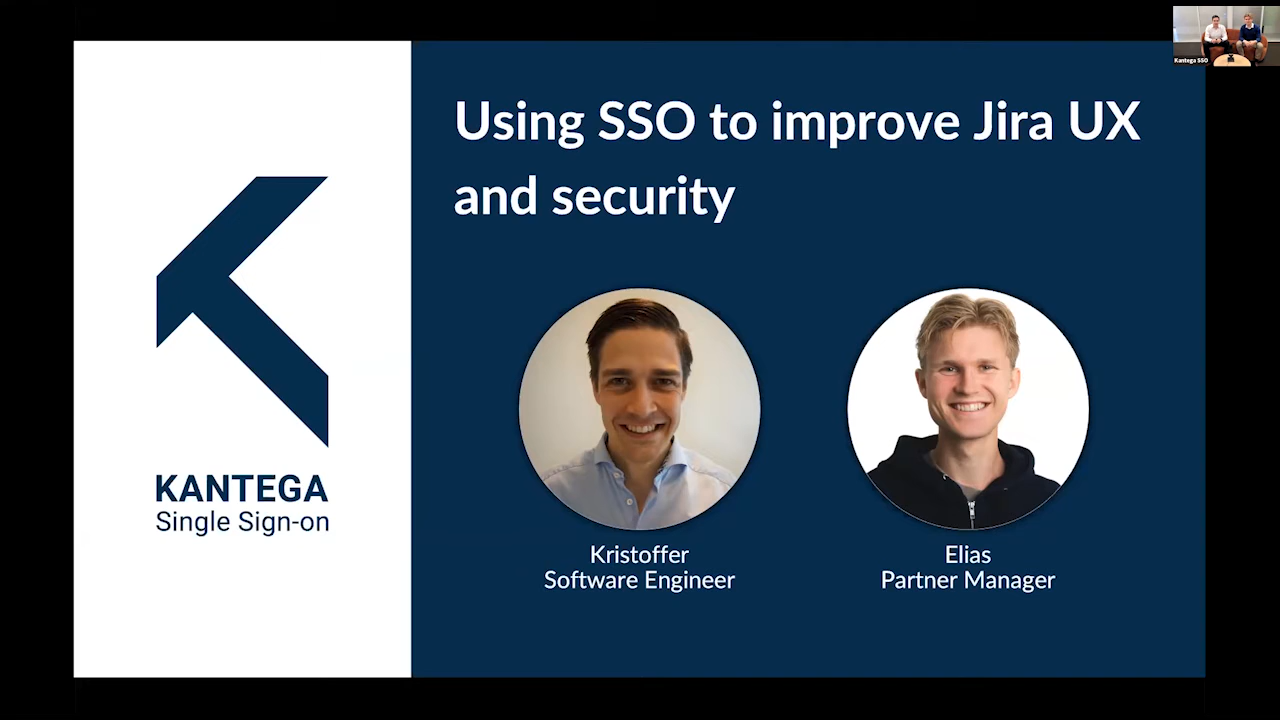 Kantega SSO
Using SSO to improve Jira UX
and security
KANTEGA
Single Sign-on
Kristoffer
Software Engineer
Elias
Partner Manager